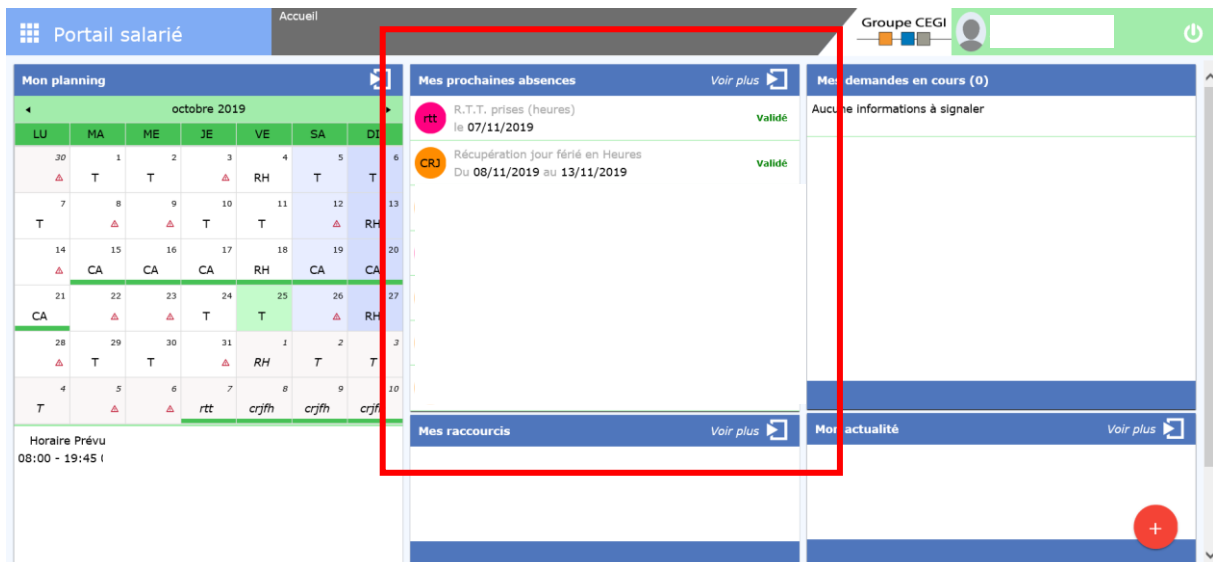 Portail salarié
Accueil
Groupe CEGI
Mon planning
octobre 2019
LU MA ME JE VE SA DI
30 1 2 3 4 5 6
T T RH T T
7 8 9 10 11 12 13
T T T RH
14 15 16 17 18 19 20
CA CA CA RH CA CA
21 22 23 24 25 26 27
CA T T RH
28 29 30 31 1 2 3
T T RH T T
4 5 6 7 8 9 10
T rtt crjfh crjfh
Horaire Prévu
08:00 - 19:45
Mes prochaines absences Voir plus
rtt R.T.T. prises (heures)
le 07/11/2019 Validé
CRJ Récupération jour férié en Heures
Du 08/11/2019 au 13/11/2019 Validé
Mes raccourcis Voir plus
Mes demandes en cours (0)
Aucune informations à signaler
Mon actualité Voir plus
+